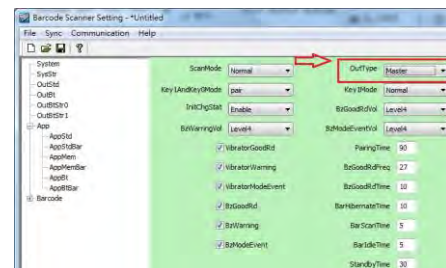 Barcode Scanner Setting - *Untitled
File Sync Communication Help
System
SysStr
OutStd
OutBt
OutBtStr0
OutBtStr1
App
AppStd
AppStdBar
AppMem
AppMemBar
AppBt
AppBtBar
Barcode
ScanMode Normal OutType Master
Key1AndKey0Mode pair Key1Mode Normal
InitChgStat Enable BzGoodRdVol Level4
BzWarningVol Level4 BzModeEventVol Level4
VibratorGoodRd PairingTime 90
VibratorWarning BzGoodRdFreq 27
VibratorModeEvent BzGoodRdTime 10
BzGoodRd BarHibernateTime 10
BzWarning BarScanTime 5
BzModeEvent BarIdleTime 5
StandbyTime 30